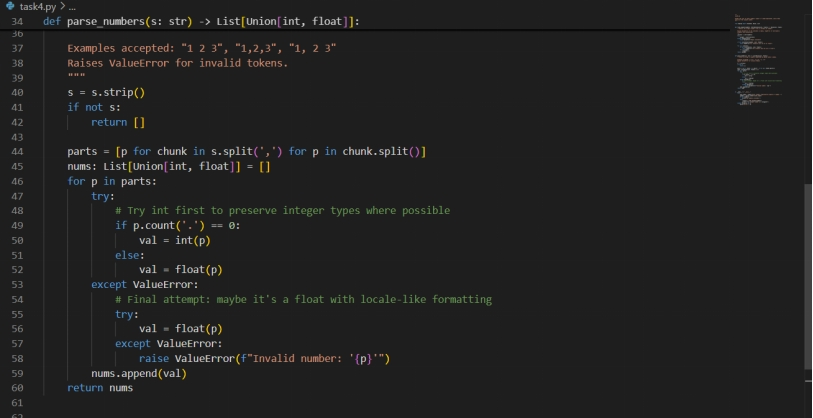 task4.py > ...
34 def parse_numbers(s: str) -> List[Union[int, float]]:
36
37 Examples accepted: "1 2 3", "1,2,3", "1, 2 3"
38 Raises ValueError for invalid tokens.
39 """
40 s = s.strip()
41 if not s:
42 return []
43
44 parts = [p for chunk in s.split(',') for p in chunk.split()]
45 nums: List[Union[int, float]] = []
46 for p in parts:
47 try:
48 # Try int first to preserve integer types where possible
49 if p.count('.') == 0:
50 val = int(p)
51 else:
52 val = float(p)
53 except ValueError:
54 # Final attempt: maybe it's a float with locale-like formatting
55 try:
56 val = float(p)
57 except ValueError:
58 raise ValueError(f"Invalid number: '{p}'")
59 nums.append(val)
60 return nums
61
62